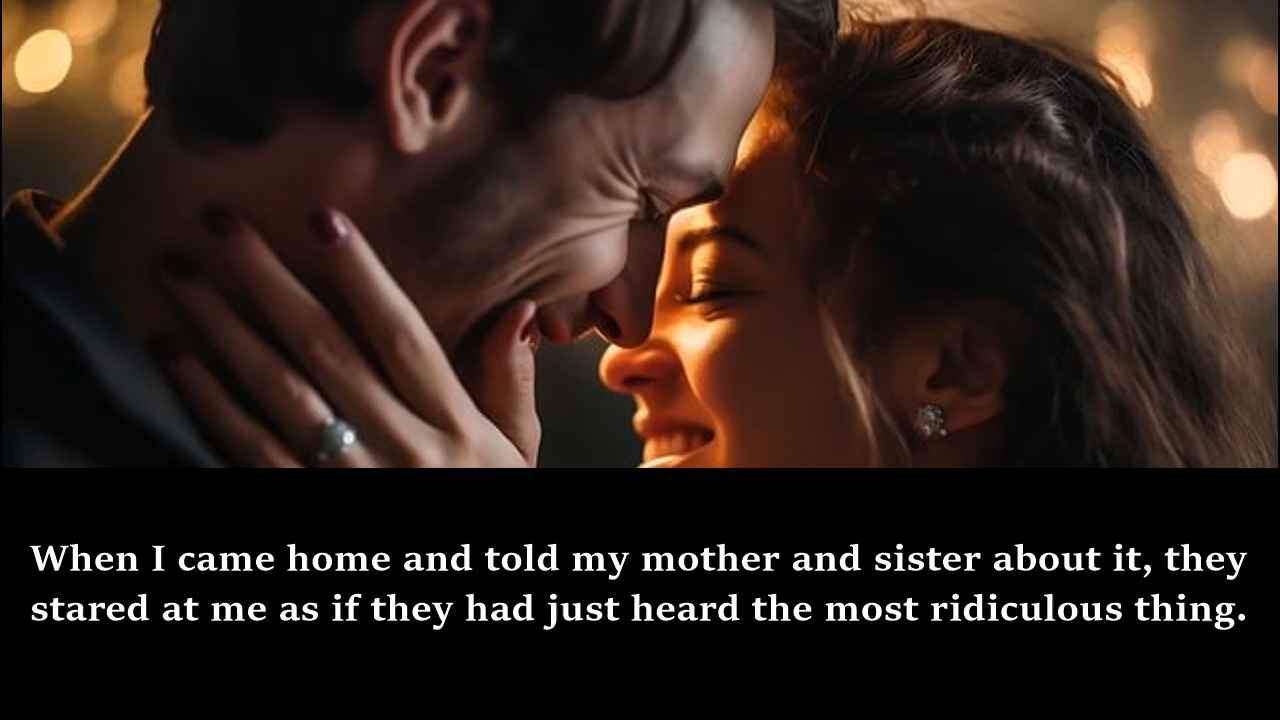 When I came home and told my mother and sister about it, they
stared at me as if they had just heard the most ridiculous thing.